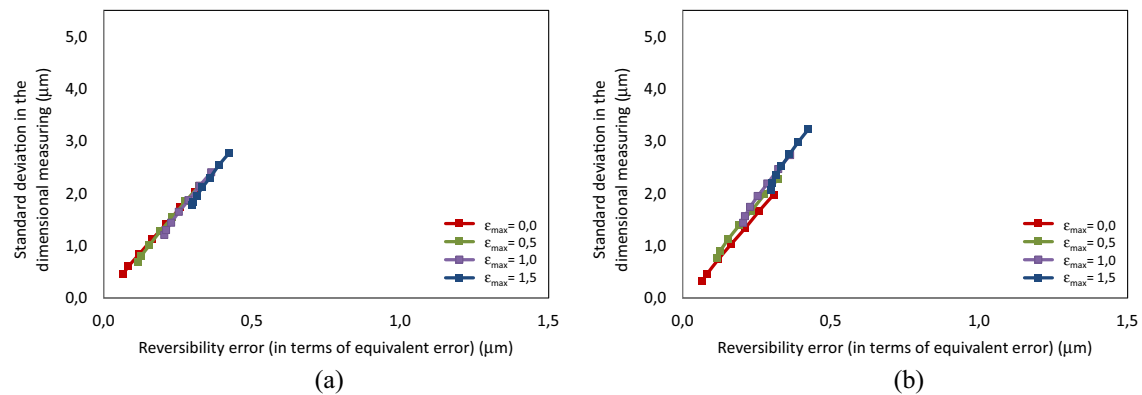 Standard deviation in the
dimensional measuring (μm)
5,0
4,0
3,0
2,0
1,0
0,0
0,0 0,5 1,0 1,5
εmax= 0,0
εmax= 0,5
εmax= 1,0
εmax= 1,5
Reversibility error (in terms of equivalent error) (μm)
(a)
Standard deviation in the
dimensional measuring (μm)
5,0
4,0
3,0
2,0
1,0
0,0
0,0 0,5 1,0 1,5
εmax= 0,0
εmax= 0,5
εmax= 1,0
εmax= 1,5
Reversibility error (in terms of equivalent error) (μm)
(b)